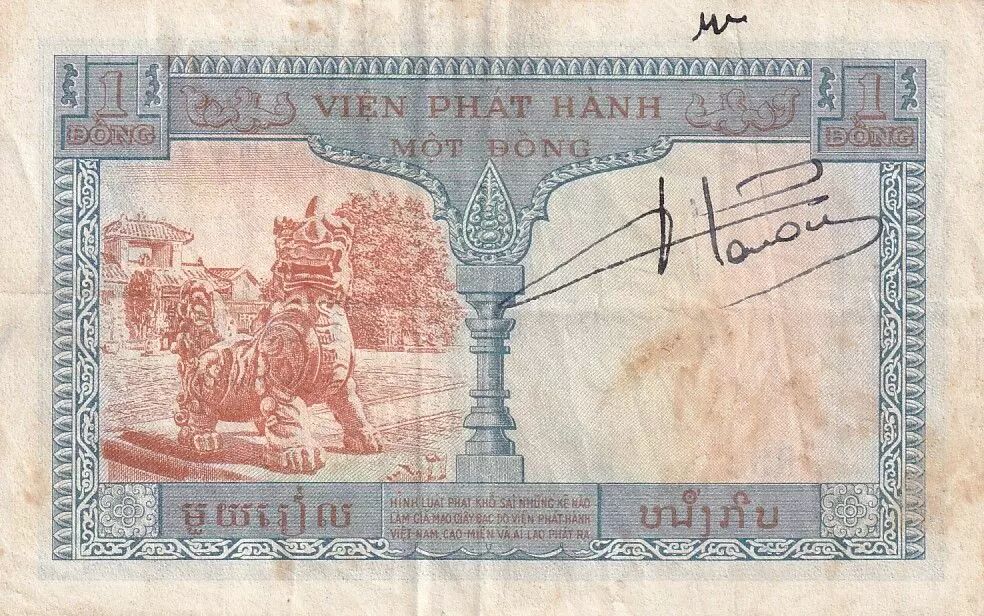 1 VIỆN PHÁT HÀNH 1
ĐỒNG MỘT ĐỒNG ĐỒNG
មួយរៀល
HÌNH LUẬT PHẠT KHỔ SAI NHỮNG KẺ NÀO
LÀM GIẢ MẠO GIẤY BẠC DO VIỆN PHÁT HÀNH
VIỆT NAM, CAO-MIÊN VÀ AI LAO PHÁT RA
ໜຶ່ງກີບ